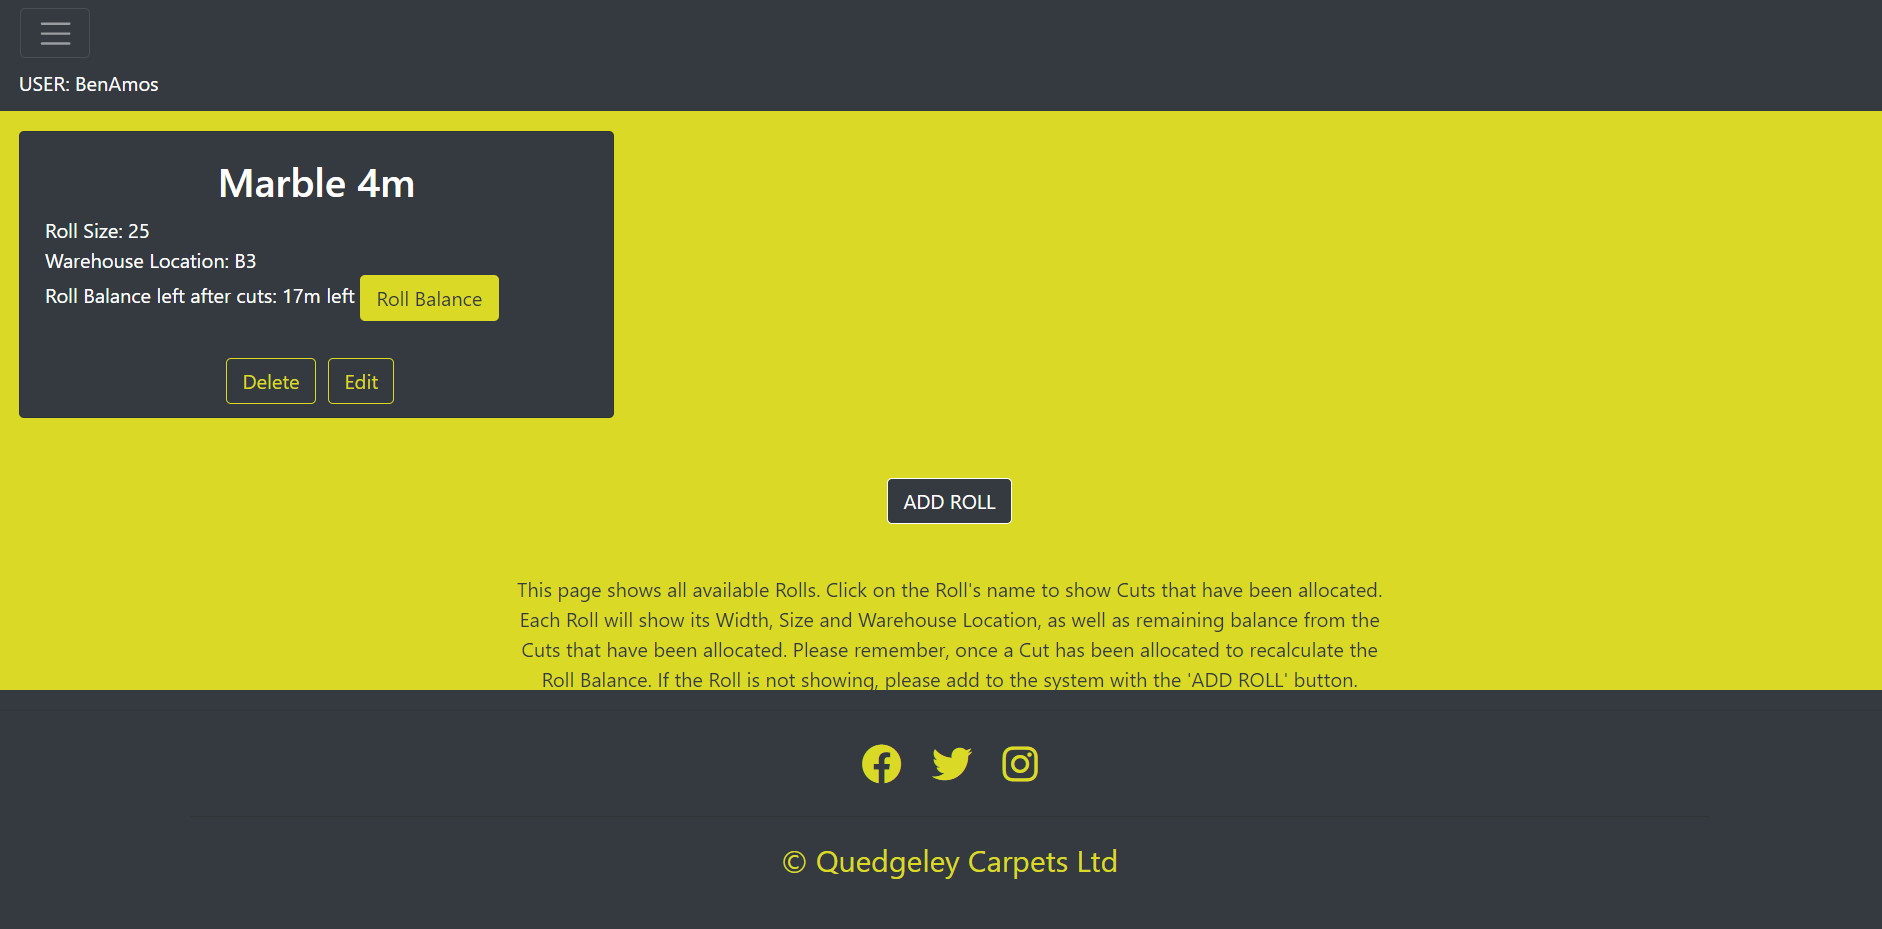 USER: BenAmos
Marble 4m
Roll Size: 25
Warehouse Location: B3
Roll Balance left after cuts: 17m left Roll Balance
Delete Edit
ADD ROLL
This page shows all available Rolls. Click on the Roll's name to show Cuts that have been allocated.
Each Roll will show its Width, Size and Warehouse Location, as well as remaining balance from the
Cuts that have been allocated. Please remember, once a Cut has been allocated to recalculate the
Roll Balance. If the Roll is not showing, please add to the system with the 'ADD ROLL' button.
© Quedgeley Carpets Ltd